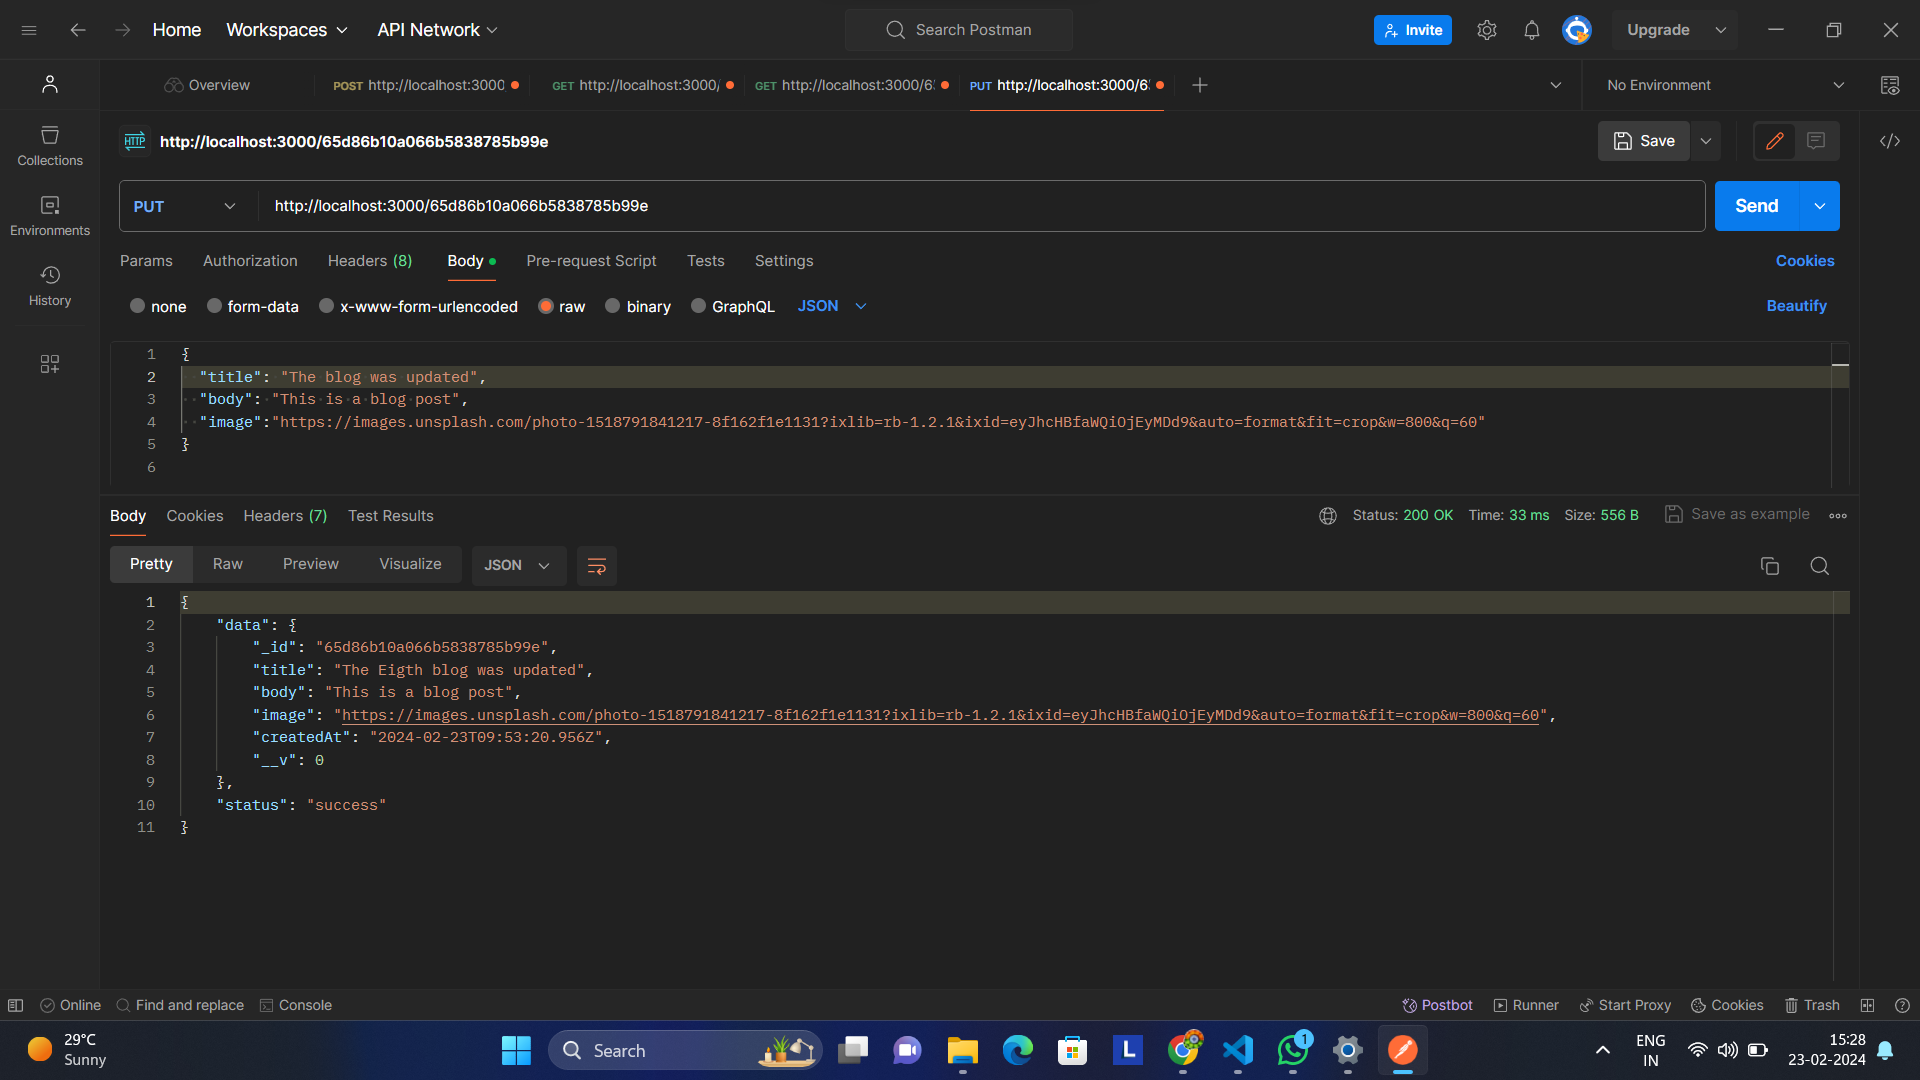 Home Workspaces API Network Search Postman Invite Upgrade
Overview POST http://localhost:3000 GET http://localhost:3000/ GET http://localhost:3000/6 PUT http://localhost:3000/6 No Environment
HTTP http://localhost:3000/65d86b10a066b5838785b99e Save
Collections
Environments
History
PUT http://localhost:3000/65d86b10a066b5838785b99e Send
Params Authorization Headers (8) Body Pre-request Script Tests Settings Cookies
none form-data x-www-form-urlencoded raw binary GraphQL JSON Beautify
1 {
2 "title": "The blog was updated",
3 "body": "This is a blog post",
4 "image":"https://images.unsplash.com/photo-1518791841217-8f162f1e1131?ixlib=rb-1.2.1&ixid=eyJhcHBfaWQiOjEyMDd9&auto=format&fit=crop&w=800&q=60"
5 }
6
Body Cookies Headers (7) Test Results Status: 200 OK Time: 33 ms Size: 556 B Save as example
Pretty Raw Preview Visualize JSON
1 {
2 "data": {
3 "_id": "65d86b10a066b5838785b99e",
4 "title": "The Eigth blog was updated",
5 "body": "This is a blog post",
6 "image": "https://images.unsplash.com/photo-1518791841217-8f162f1e1131?ixlib=rb-1.2.1&ixid=eyJhcHBfaWQiOjEyMDd9&auto=format&fit=crop&w=800&q=60",
7 "createdAt": "2024-02-23T09:53:20.956Z",
8 "__v": 0
9 },
10 "status": "success"
11 }
Online Find and replace Console Postbot Runner Start Proxy Cookies Trash
29°C
Sunny
Search
L
1
ENG
IN
15:28
23-02-2024